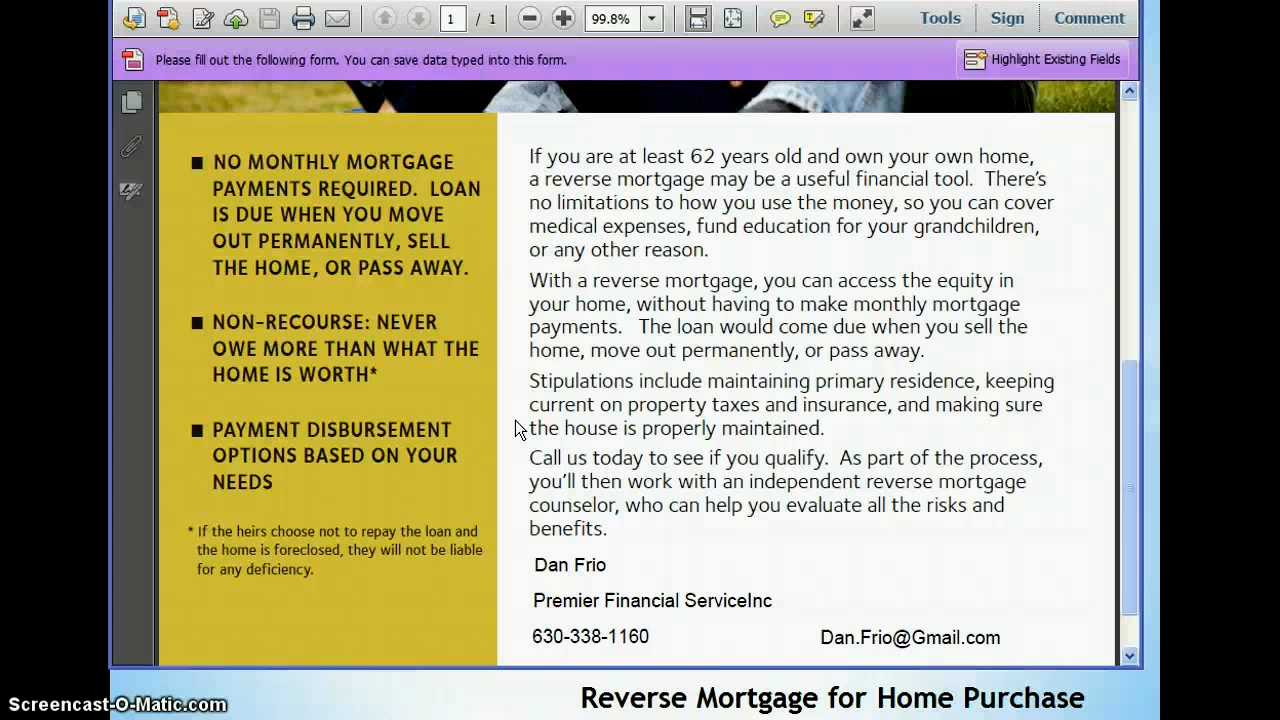 1 / 1
99.8%
Tools
Sign
Comment
Please fill out the following form. You can save data typed into this form.
Highlight Existing Fields
■ NO MONTHLY MORTGAGE
PAYMENTS REQUIRED. LOAN
IS DUE WHEN YOU MOVE
OUT PERMANENTLY, SELL
THE HOME, OR PASS AWAY.
■ NON-RECOURSE: NEVER
OWE MORE THAN WHAT THE
HOME IS WORTH*
■ PAYMENT DISBURSEMENT
OPTIONS BASED ON YOUR
NEEDS
* If the heirs choose not to repay the loan and
the home is foreclosed, they will not be liable
for any deficiency.
If you are at least 62 years old and own your own home,
a reverse mortgage may be a useful financial tool. There's
no limitations to how you use the money, so you can cover
medical expenses, fund education for your grandchildren,
or any other reason.
With a reverse mortgage, you can access the equity in
your home, without having to make monthly mortgage
payments. The loan would come due when you sell the
home, move out permanently, or pass away.
Stipulations include maintaining primary residence, keeping
current on property taxes and insurance, and making sure
the house is properly maintained.
Call us today to see if you qualify. As part of the process,
you'll then work with an independent reverse mortgage
counselor, who can help you evaluate all the risks and
benefits.
Dan Frio
Premier Financial ServiceInc
630-338-1160
Dan.Frio@Gmail.com
Screencast-O-Matic.com
Reverse Mortgage for Home Purchase